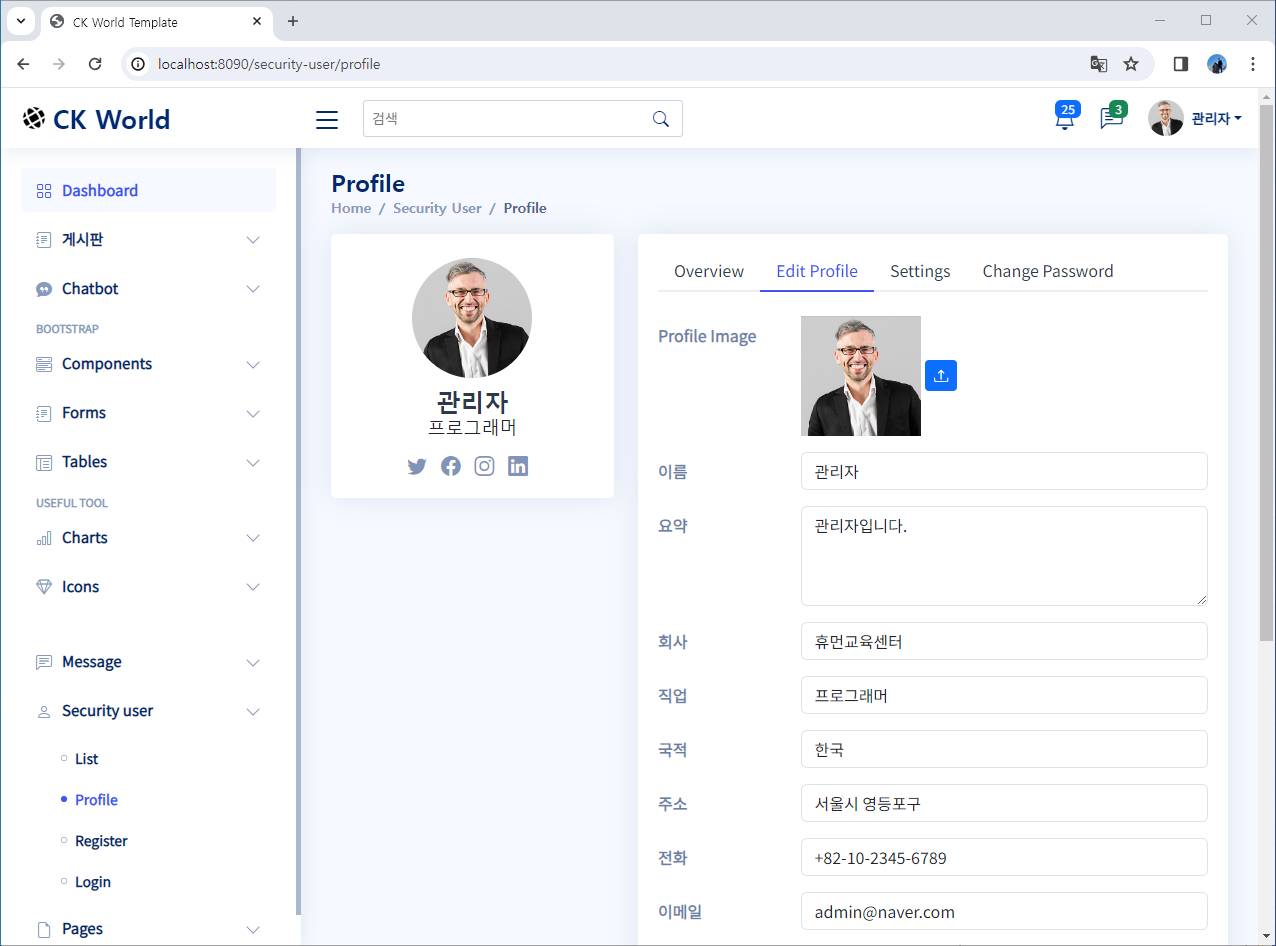 CK World Template
localhost:8090/security-user/profile
CK World
검색
25
3
관리자
Dashboard
게시판
Chatbot
BOOTSTRAP
Components
Forms
Tables
USEFUL TOOL
Charts
Icons
Message
Security user
List
Profile
Register
Login
Pages
Profile
Home / Security User / Profile
관리자
프로그래머
Overview Edit Profile Settings Change Password
Profile Image
이름 관리자
요약 관리자입니다.
회사 휴먼교육센터
직업 프로그래머
국적 한국
주소 서울시 영등포구
전화 +82-10-2345-6789
이메일 admin@naver.com